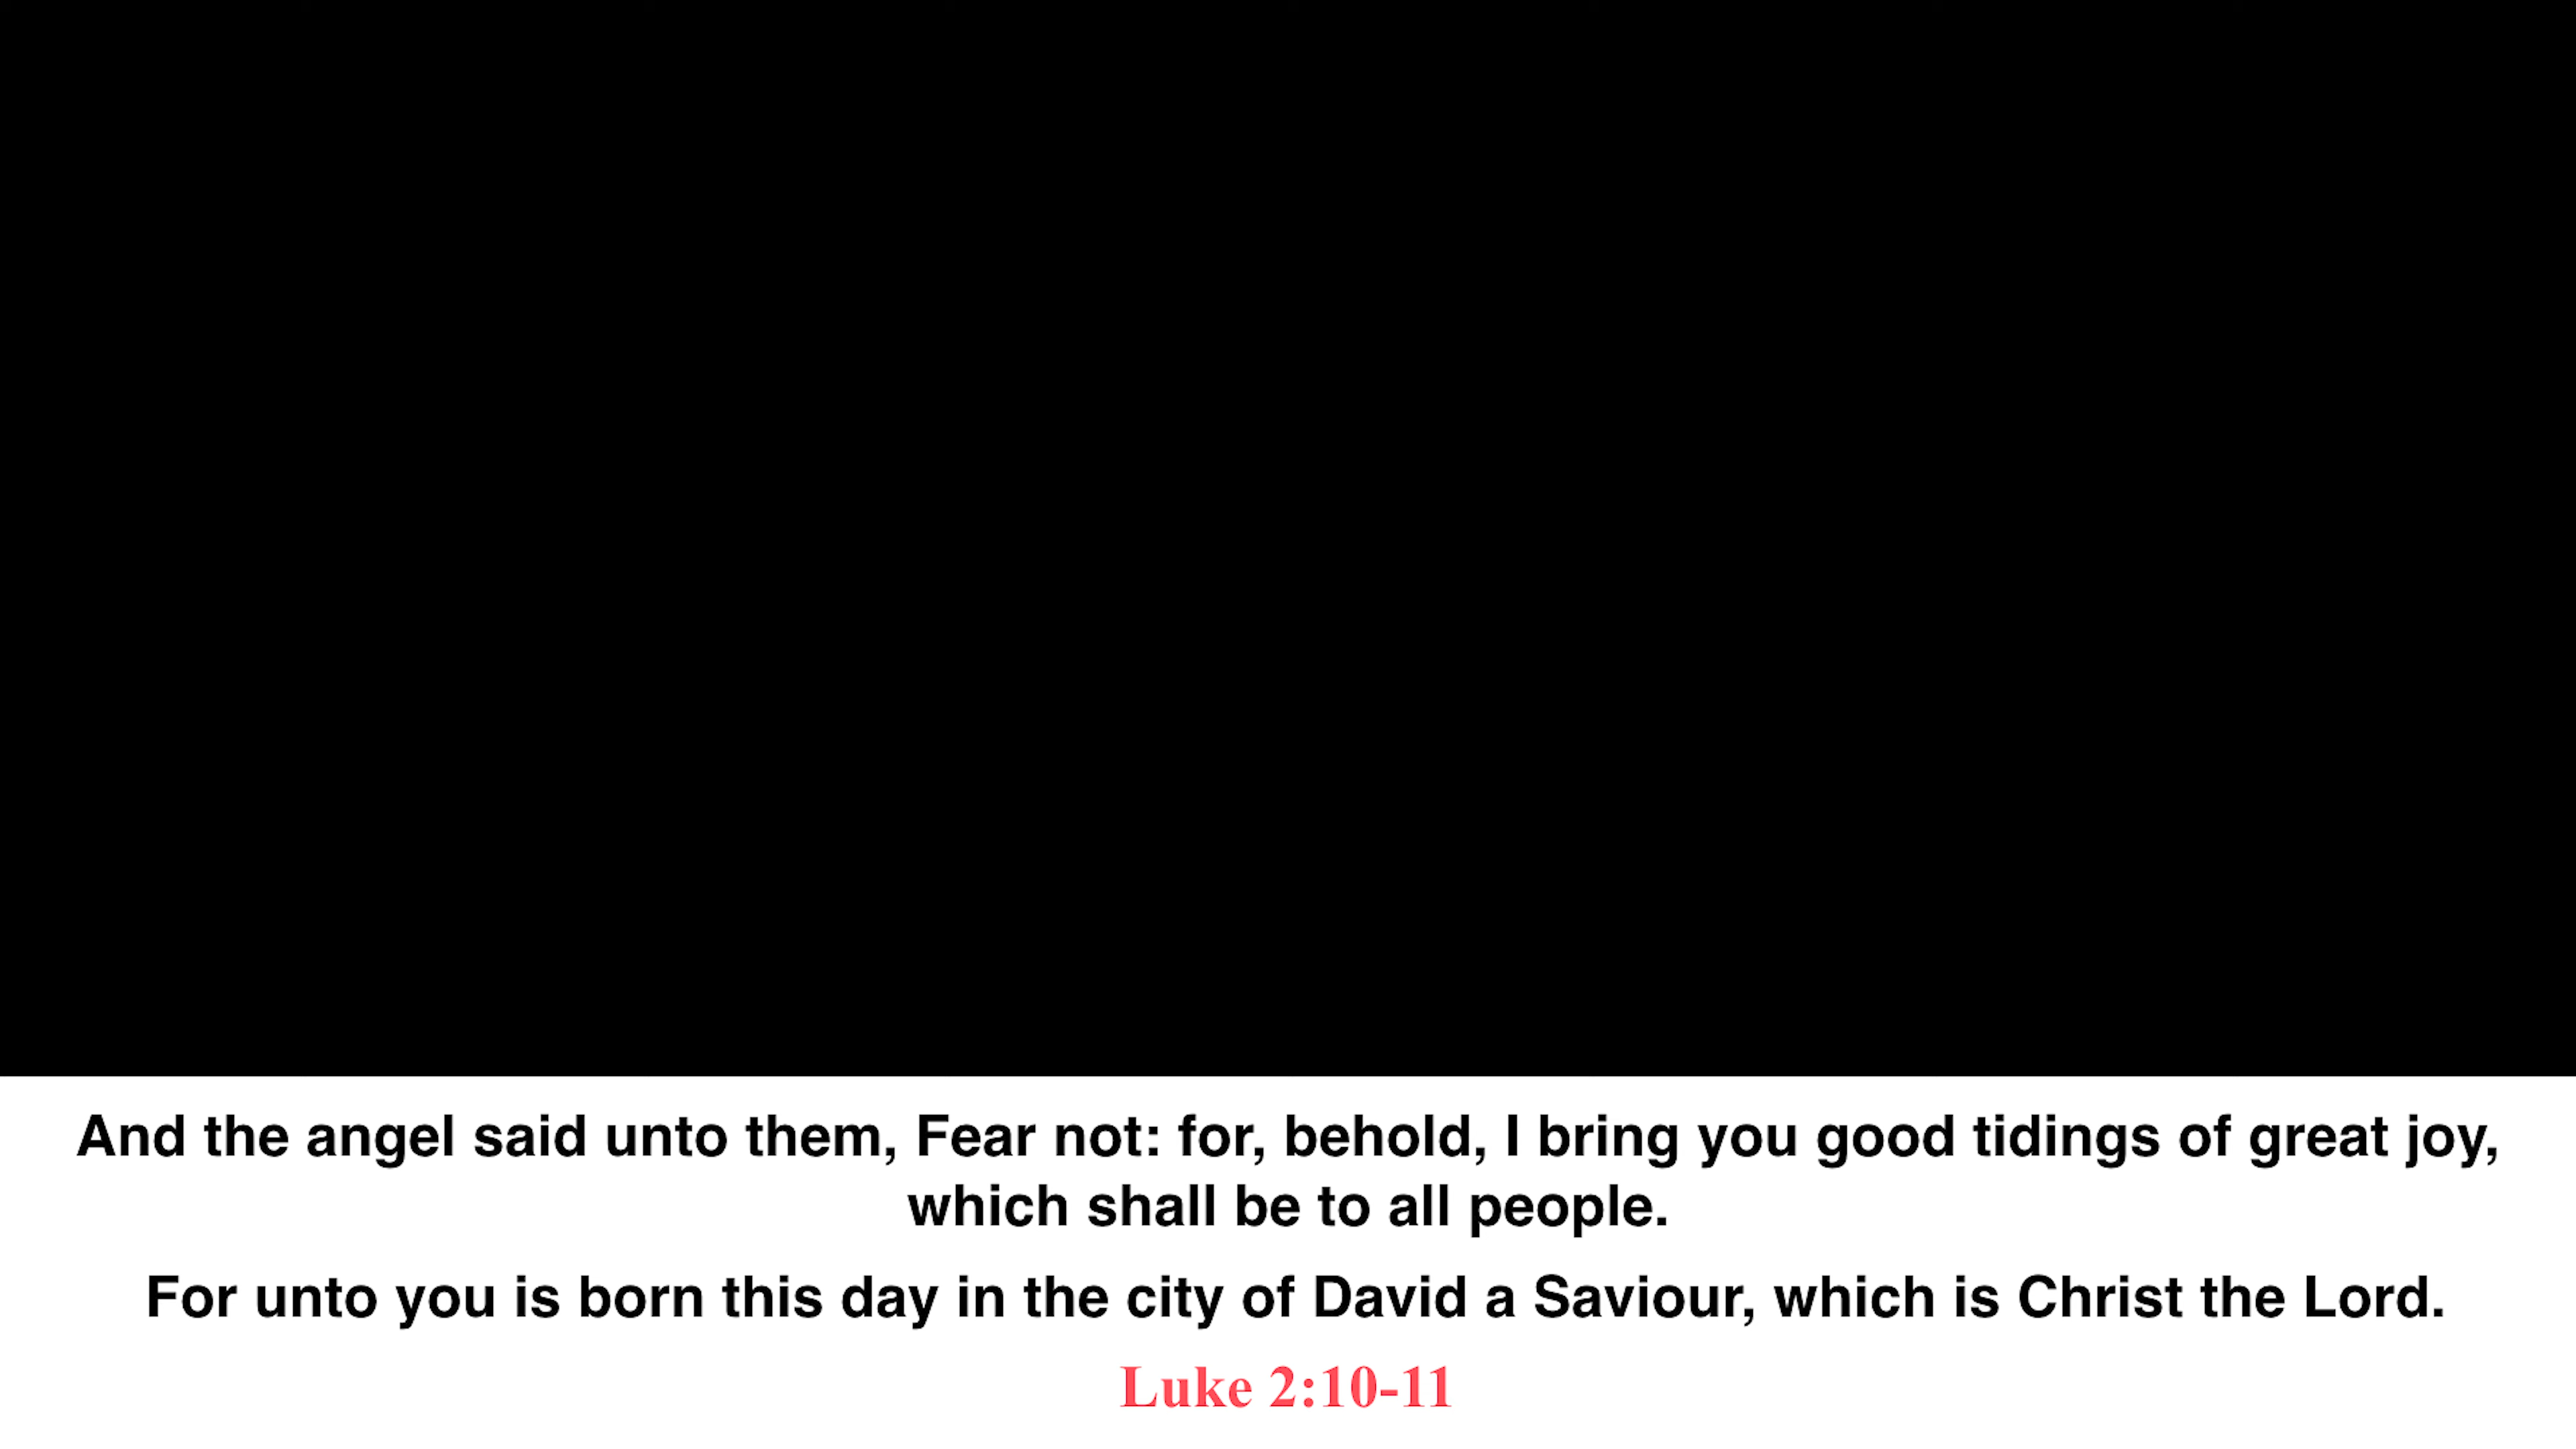 And the angel said unto them, Fear not: for, behold, I bring you good tidings of great joy,
which shall be to all people.
For unto you is born this day in the city of David a Saviour, which is Christ the Lord.
Luke 2:10-11